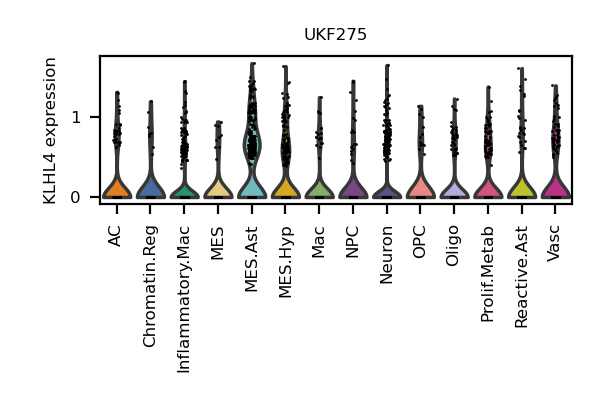 UKF275
KLHL4 expression
1
0
AC
Chromatin.Reg
Inflammatory.Mac
MES
MES.Ast
MES.Hyp
Mac
NPC
Neuron
OPC
Oligo
Prolif.Metab
Reactive.Ast
Vasc